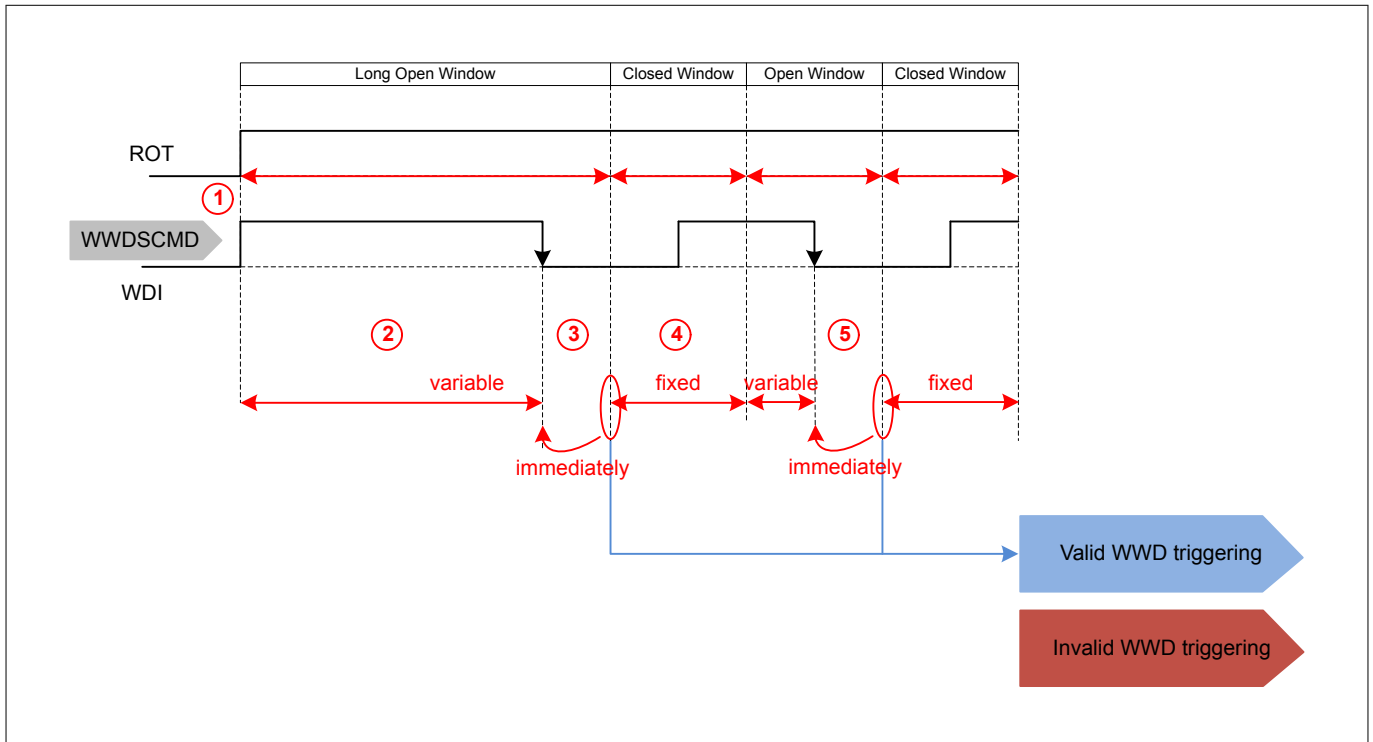 Long Open Window Closed Window Open Window Closed Window
ROT
1
WWDSCMD
WDI
2 3 4 5
variable fixed variable fixed
immediately immediately
Valid WWD triggering
Invalid WWD triggering